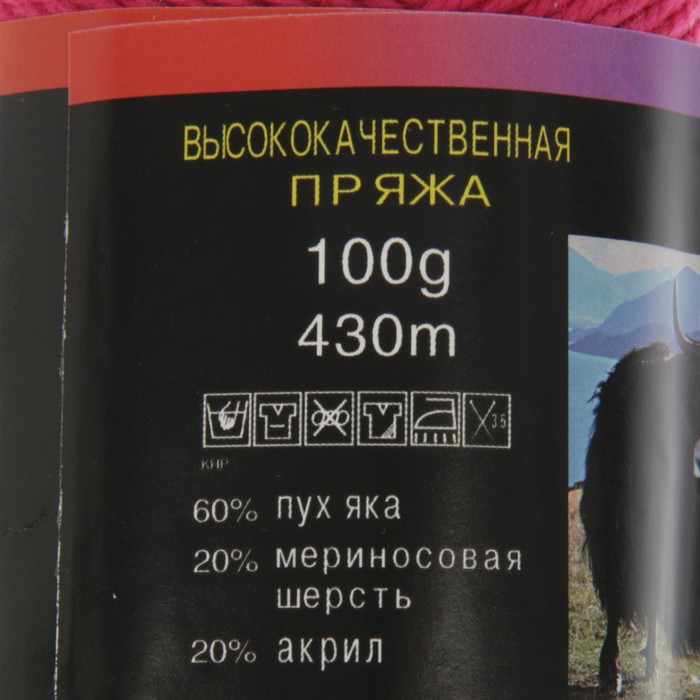 ВЫСОКОКАЧЕСТВЕННАЯ
ПРЯЖА
100g
430m
3.5
КНР
60% пух яка
20% мериносовая
шерсть
20% акрил